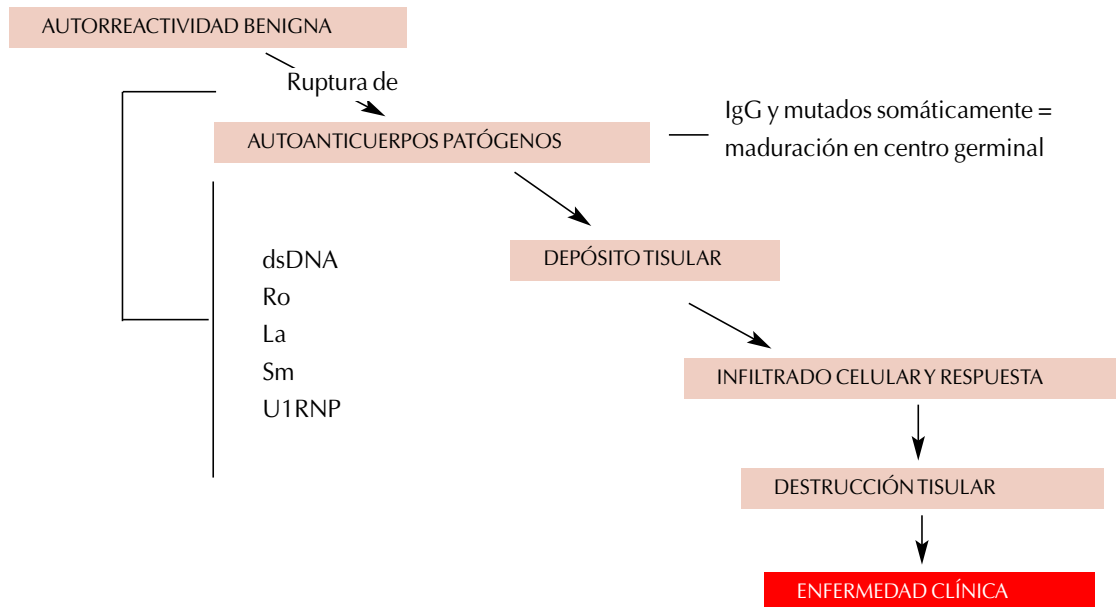 AUTORREACTIVIDAD BENIGNA
Ruptura de
AUTOANTICUERPOS PATÓGENOS
IgG y mutados somáticamente =
maduración en centro germinal
dsDNA
Ro
La
Sm
U1RNP
DEPÓSITO TISULAR
INFILTRADO CELULAR Y RESPUESTA
DESTRUCCIÓN TISULAR
ENFERMEDAD CLÍNICA